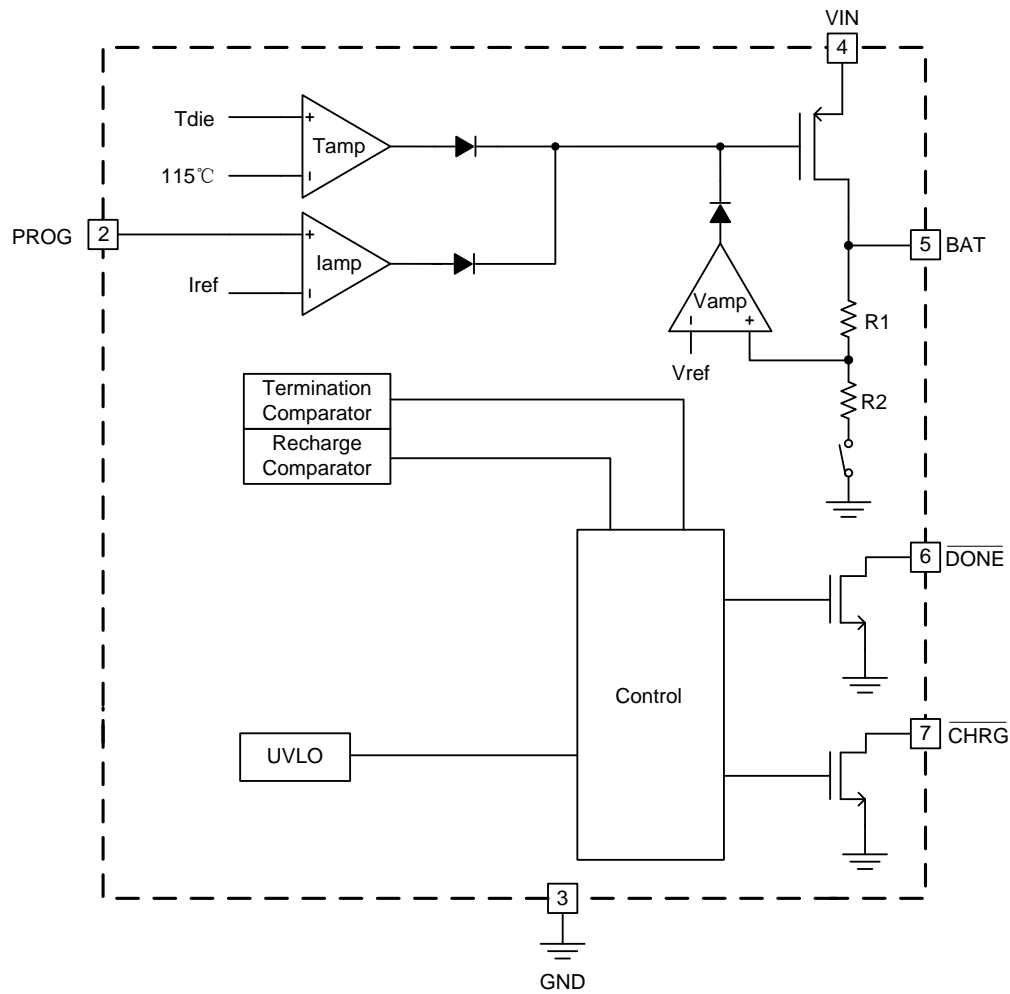 VIN
4
Tdie
+
Tamp
115℃
-
PROG
2
+
Iamp
Iref
-
5
BAT
Vamp
- +
Vref
R1
R2
Termination
Comparator
Recharge
Comparator
6
DONE
Control
7
CHRG
UVLO
3
GND